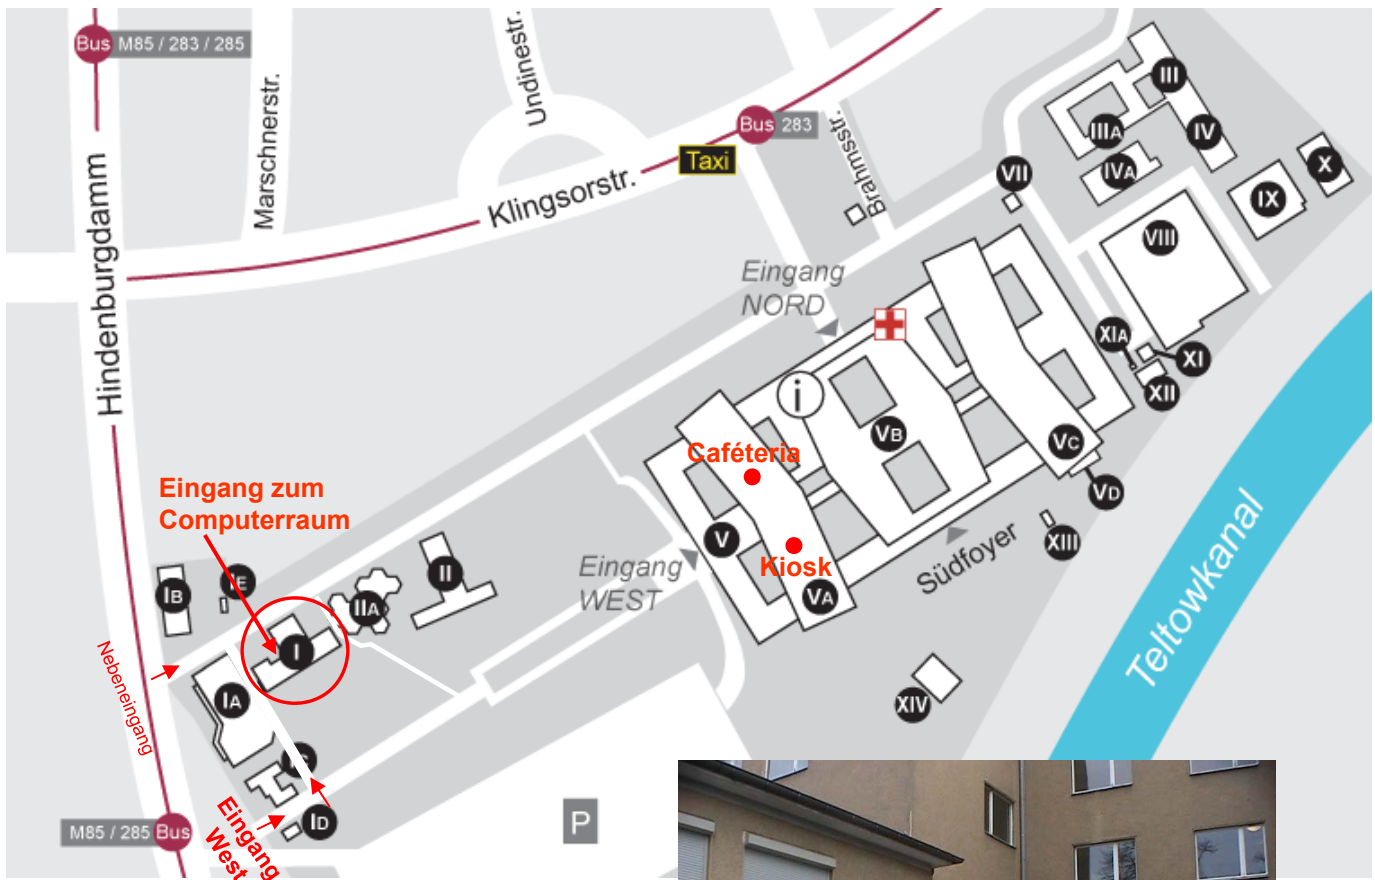 Bus M85 / 283 / 285
Marschnerstr.
Undinestr.
Bus 283
Taxi
Brahmsstr.
Klingsorstr.
Hindenburgdamm
III
IIIA
IV
IVA
VII
X
IX
VIII
Eingang
NORD
XIA
XI
XII
i
VB
VC
VD
Caféteria
Eingang zum
Computerraum
V
Kiosk
VA
Eingang
WEST
Südfoyer
XIII
Teltowkanal
IB
IE
II
IIA
I
IA
Nebeneingang
XIV
ID
Eingang
West
P
M85 / 285 Bus